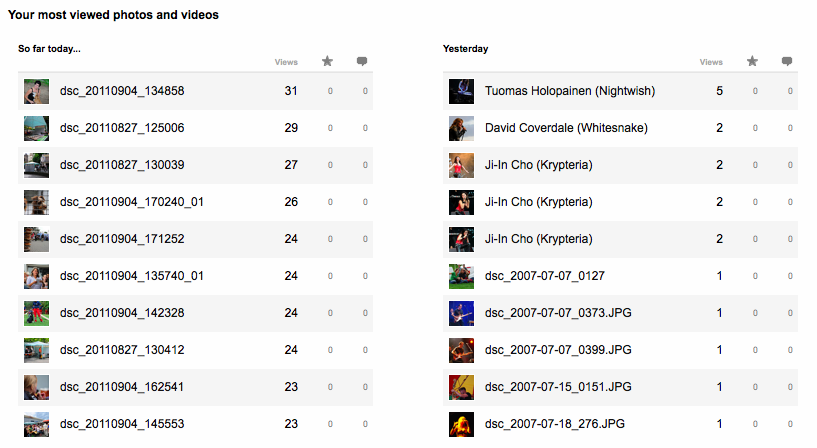 Your most viewed photos and videos
So far today...
Views
dsc_20110904_134858 31 0 0
dsc_20110827_125006 29 0 0
dsc_20110827_130039 27 0 0
dsc_20110904_170240_01 26 0 0
dsc_20110904_171252 24 0 0
dsc_20110904_135740_01 24 0 0
dsc_20110904_142328 24 0 0
dsc_20110827_130412 24 0 0
dsc_20110904_162541 23 0 0
dsc_20110904_145553 23 0 0
Yesterday
Views
Tuomas Holopainen (Nightwish) 5 0 0
David Coverdale (Whitesnake) 2 0 0
Ji-In Cho (Krypteria) 2 0 0
Ji-In Cho (Krypteria) 2 0 0
Ji-In Cho (Krypteria) 2 0 0
dsc_2007-07-07_0127 1 0 0
dsc_2007-07-07_0373.JPG 1 0 0
dsc_2007-07-07_0399.JPG 1 0 0
dsc_2007-07-15_0151.JPG 1 0 0
dsc_2007-07-18_276.JPG 1 0 0